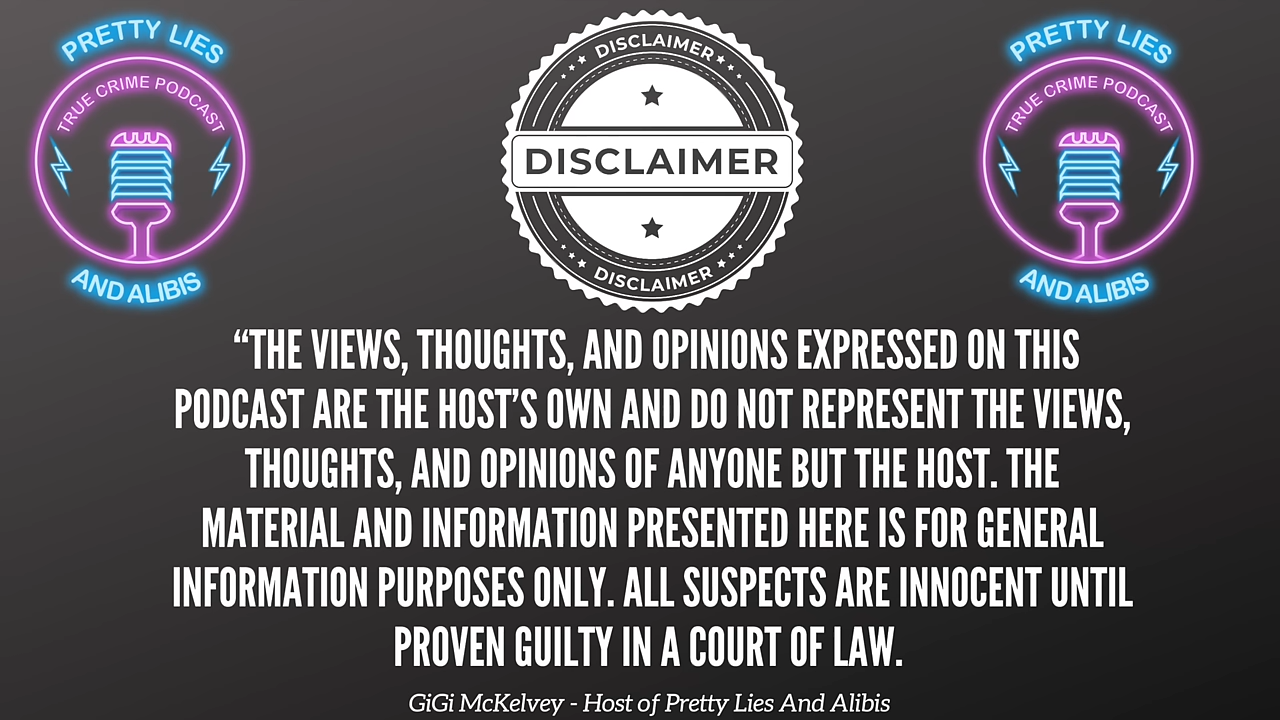 PRETTY LIES
TRUE CRIME PODCAST
AND ALIBIS
DISCLAIMER
DISCLAIMER
DISCLAIMER
PRETTY LIES
TRUE CRIME PODCAST
AND ALIBIS
“THE VIEWS, THOUGHTS, AND OPINIONS EXPRESSED ON THIS
PODCAST ARE THE HOST’S OWN AND DO NOT REPRESENT THE VIEWS,
THOUGHTS, AND OPINIONS OF ANYONE BUT THE HOST. THE
MATERIAL AND INFORMATION PRESENTED HERE IS FOR GENERAL
INFORMATION PURPOSES ONLY. ALL SUSPECTS ARE INNOCENT UNTIL
PROVEN GUILTY IN A COURT OF LAW.
GiGi McKelvey - Host of Pretty Lies And Alibis